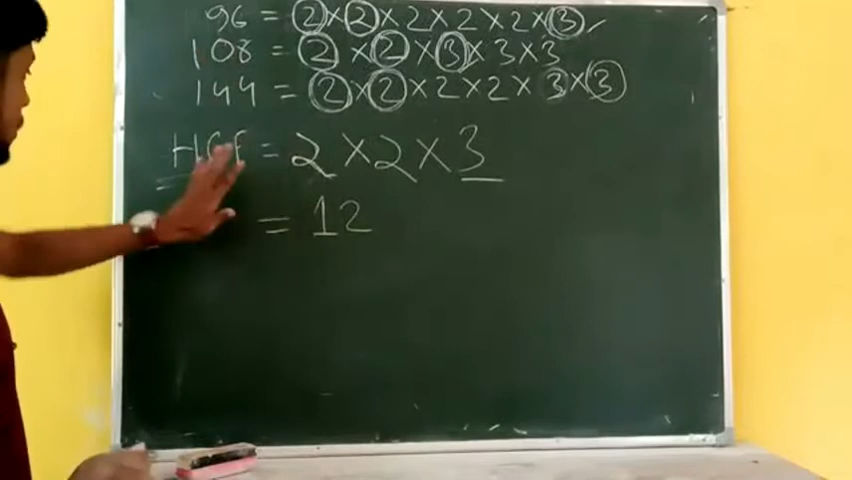 96 = 2×2×2×2×2×3
108 = 2×2×3×3×3
144 = 2×2×2×2×3×3
HCF = 2×2×3
= 12